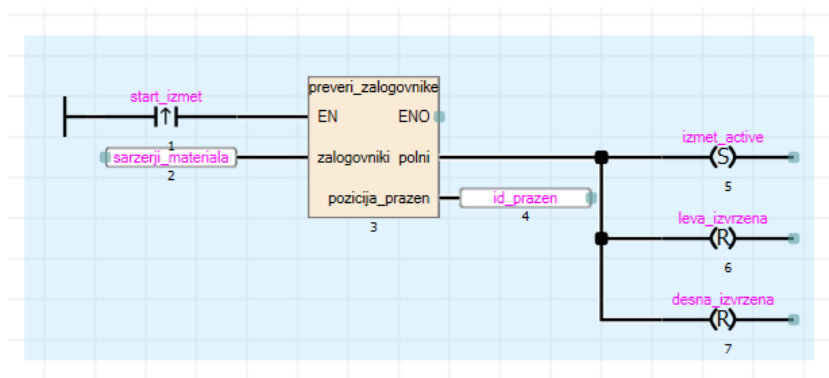 start_izmet
1
sarzerji_materiala
2
preveri_zalogovnike
EN ENO
zalogovniki polni
pozicija_prazen
3
id_prazen
4
izmet_active
S
5
leva_izvrzena
R
6
desna_izvrzena
R
7